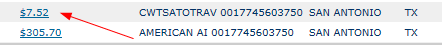 $7.52 CWTSATOTRAV 0017745603750 SAN ANTONIO TX
$305.70 AMERICAN AI 0017745603750 SAN ANTONIO TX